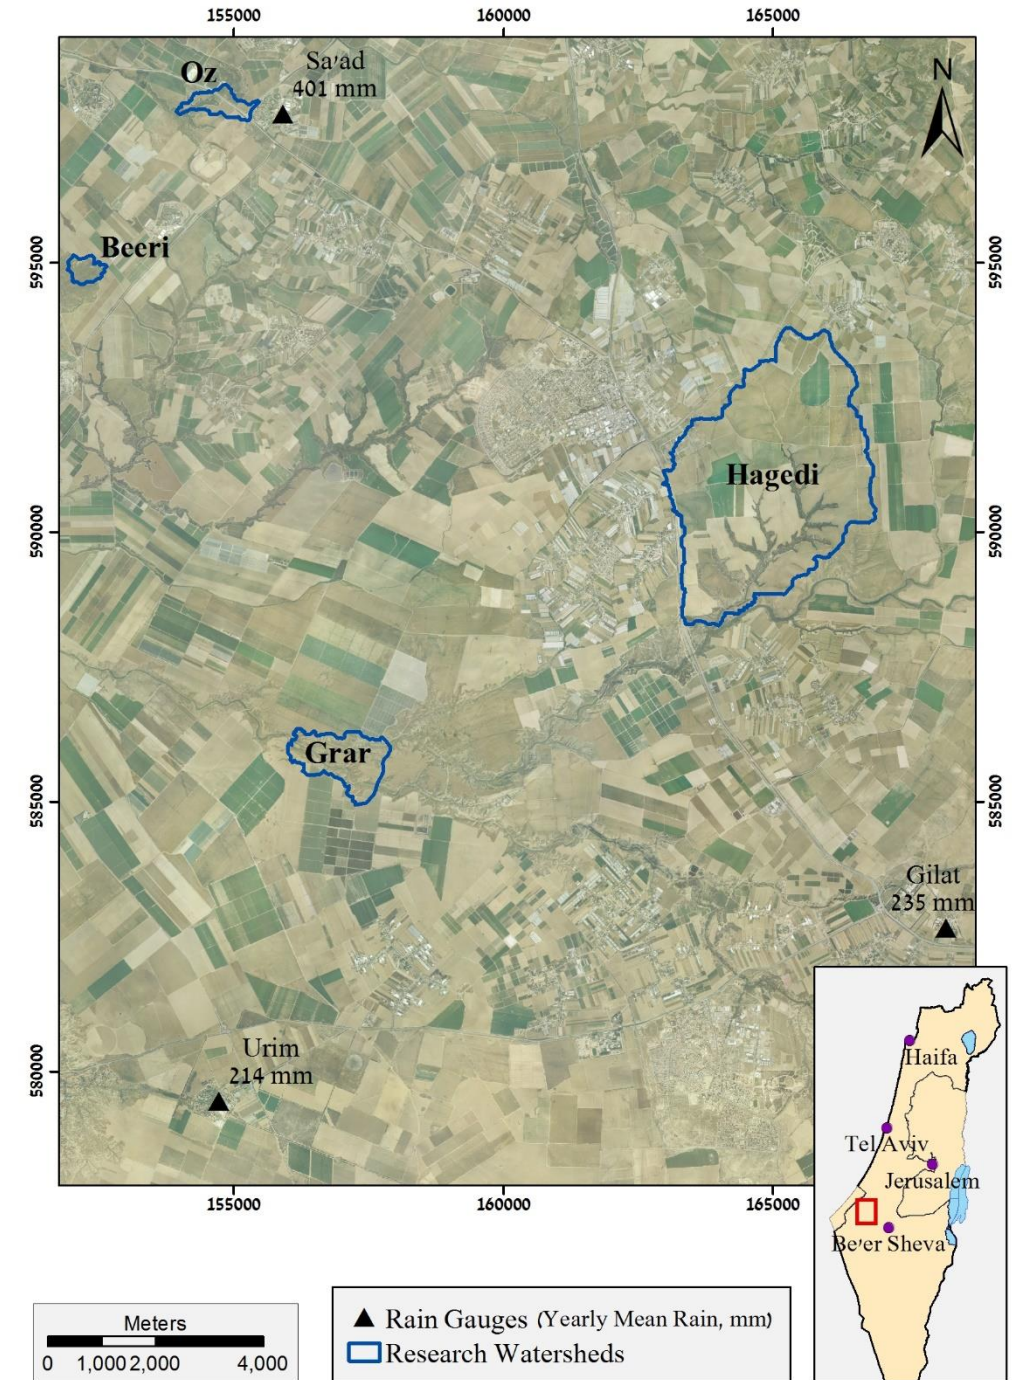 155000
160000
165000
Oz
Sa'ad
401 mm
N
Beeri
595000
595000
Hagedi
590000
590000
Grar
585000
585000
Gilat
235 mm
Urim
214 mm
580000
155000
160000
165000
Haifa
Tel Aviv
Jerusalem
Be'er Sheva
Meters
0 1,000 2,000 4,000
Rain Gauges (Yearly Mean Rain, mm)
Research Watersheds